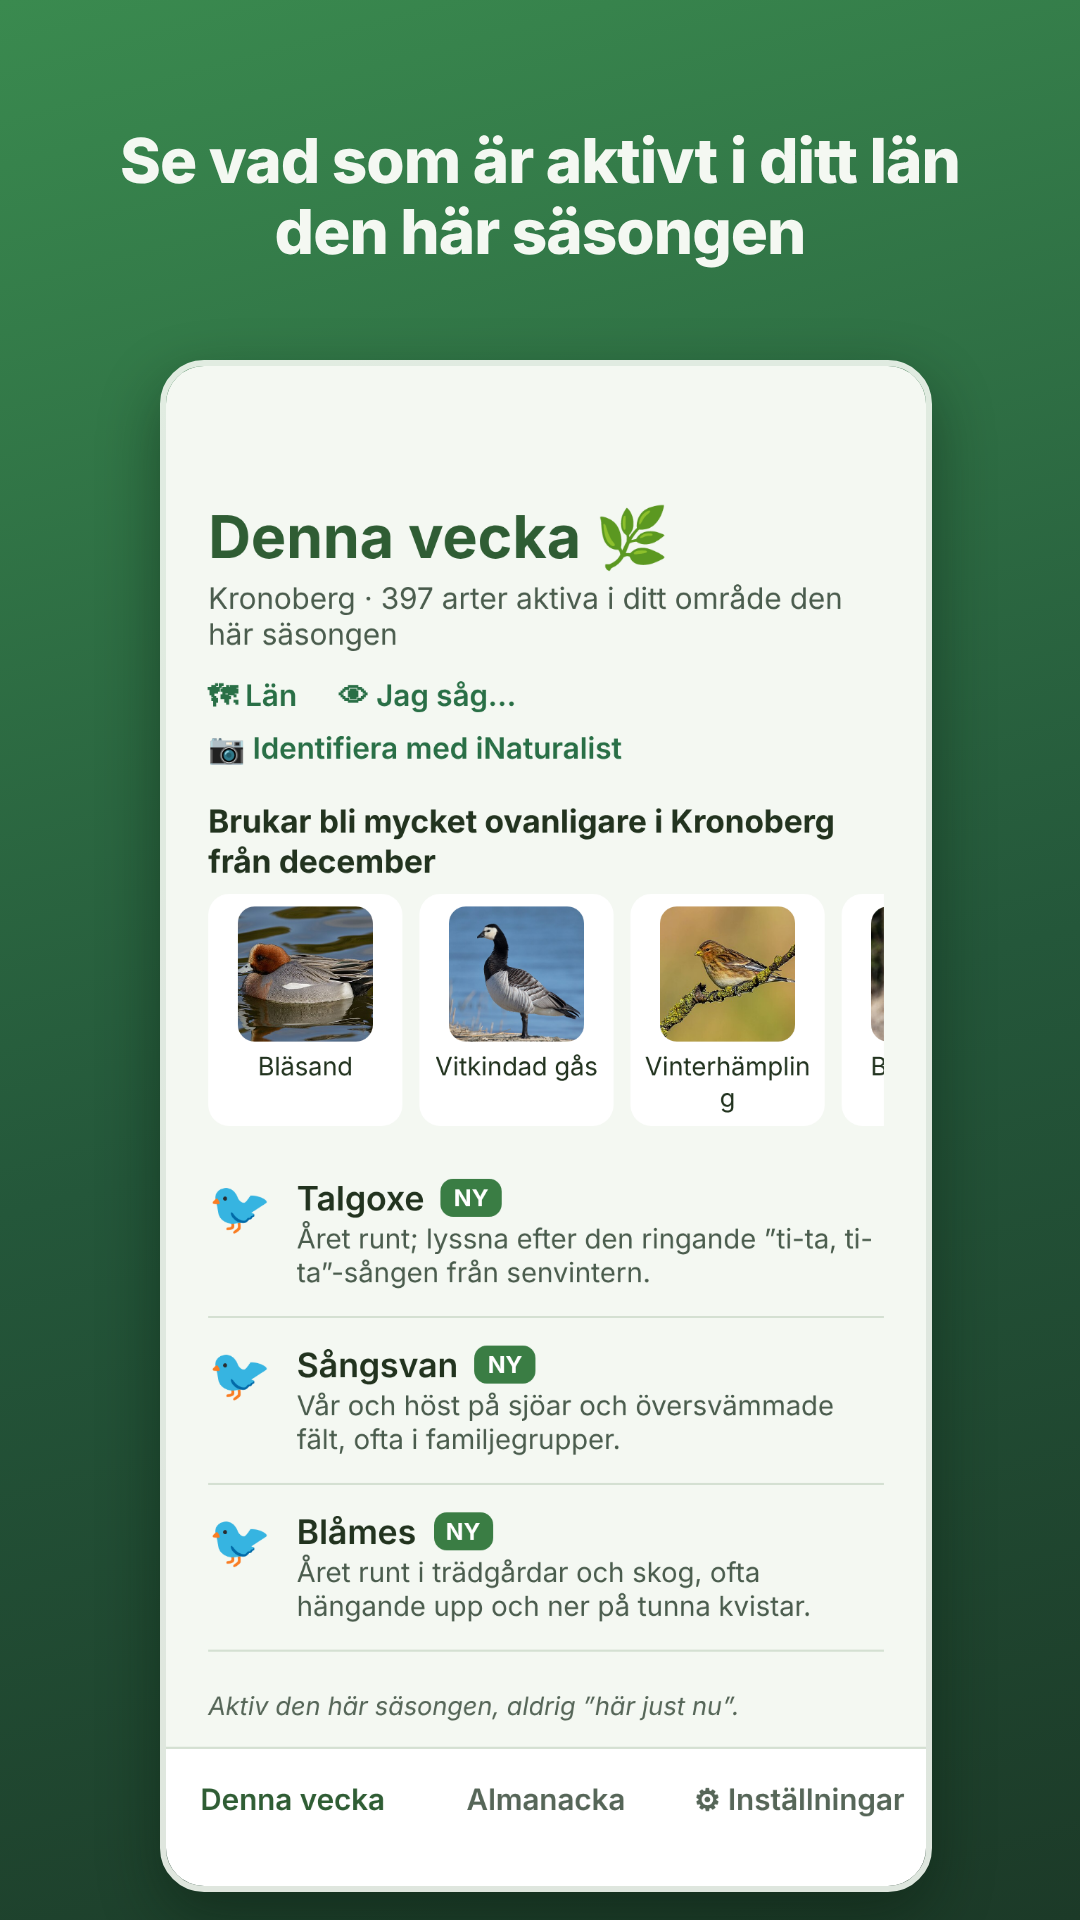 Se vad som är aktivt i ditt län
den här säsongen
Denna vecka
Kronoberg · 397 arter aktiva i ditt område den
här säsongen
Län
Jag såg...
Identifiera med iNaturalist
Brukar bli mycket ovanligare i Kronoberg
från december
Bläsand
Vitkindad gås
Vinterhämplin
g
B
Talgoxe NY
Året runt; lyssna efter den ringande ”ti-ta, ti-
ta”-sången från senvintern.
Sångsvan NY
Vår och höst på sjöar och översvämmade
fält, ofta i familjegrupper.
Blåmes NY
Året runt i trädgårdar och skog, ofta
hängande upp och ner på tunna kvistar.
Aktiv den här säsongen, aldrig ”här just nu”.
Denna vecka
Almanacka
Inställningar